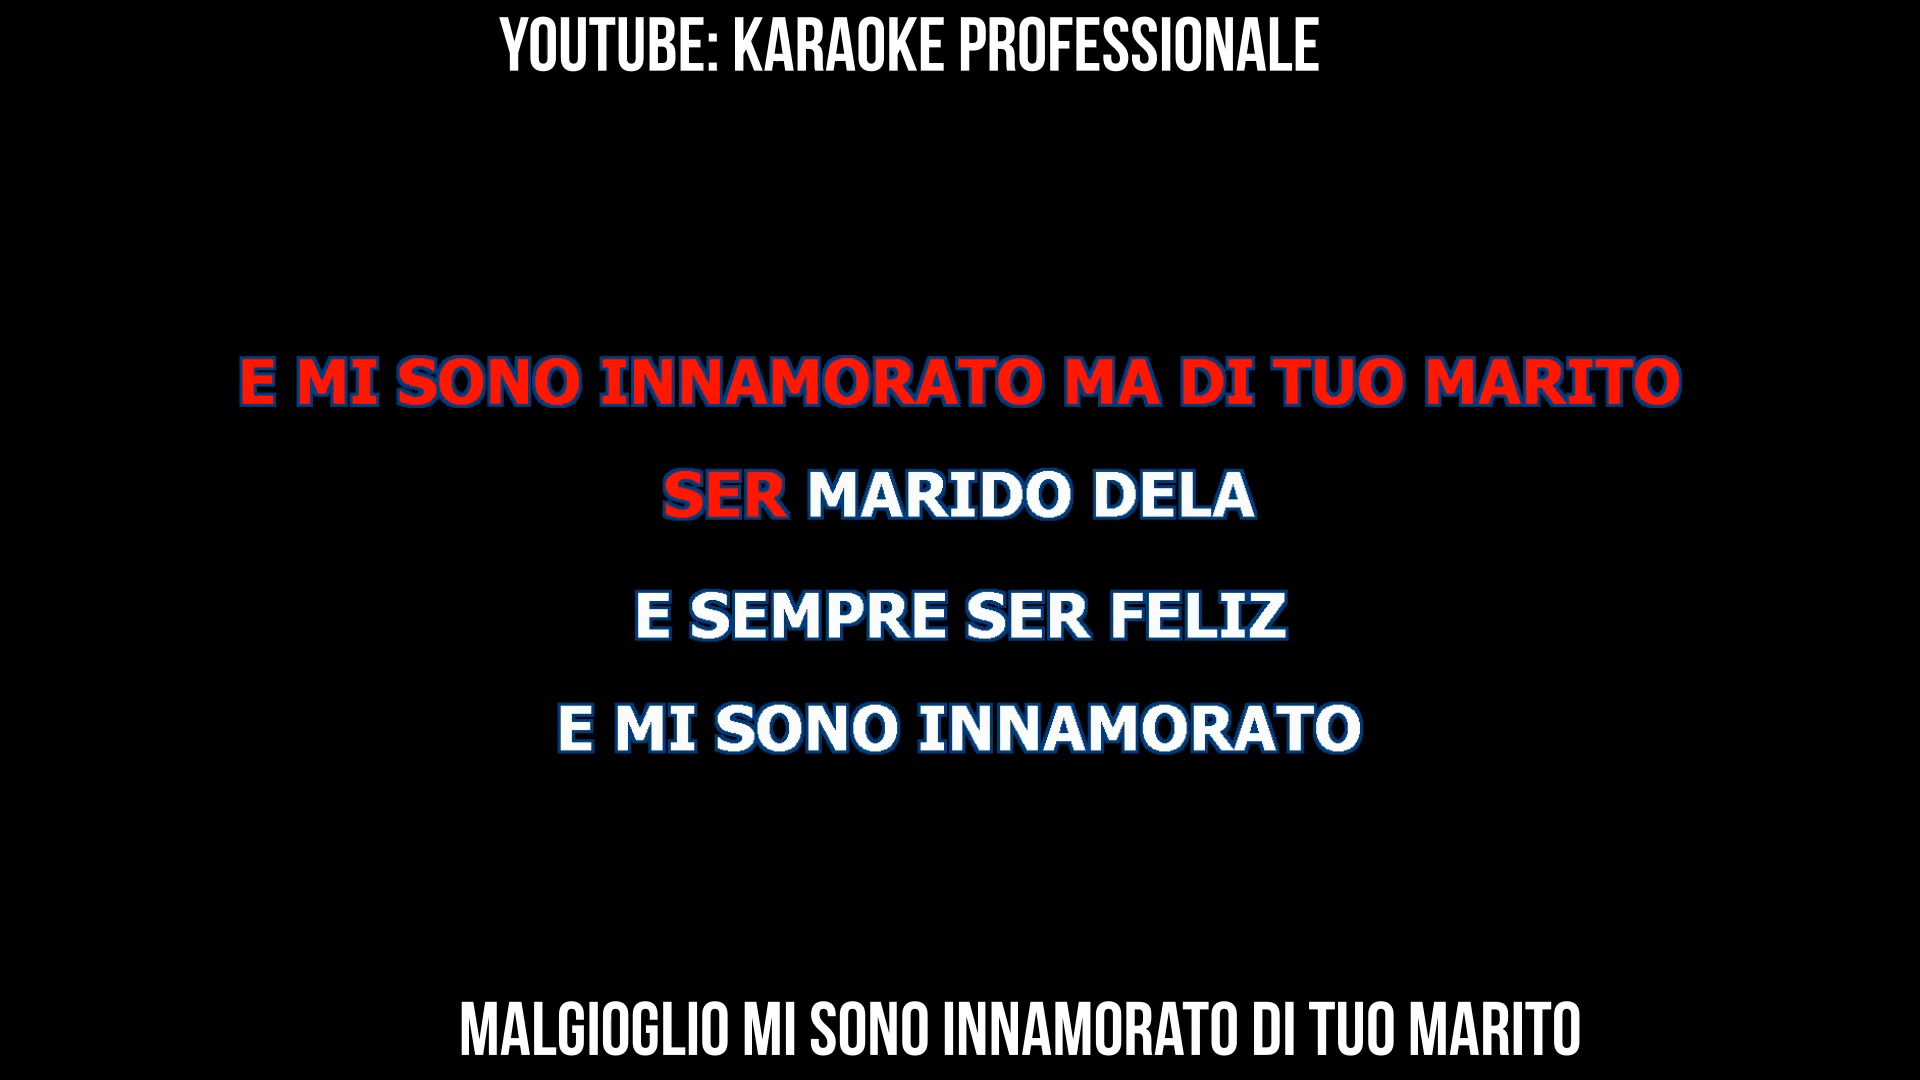 YOUTUBE: KARAOKE PROFESSIONALE
E MI SONO INNAMORATO MA DI TUO MARITO
SER MARIDO DELA
E SEMPRE SER FELIZ
E MI SONO INNAMORATO
MALGIOGLIO MI SONO INNAMORATO DI TUO MARITO